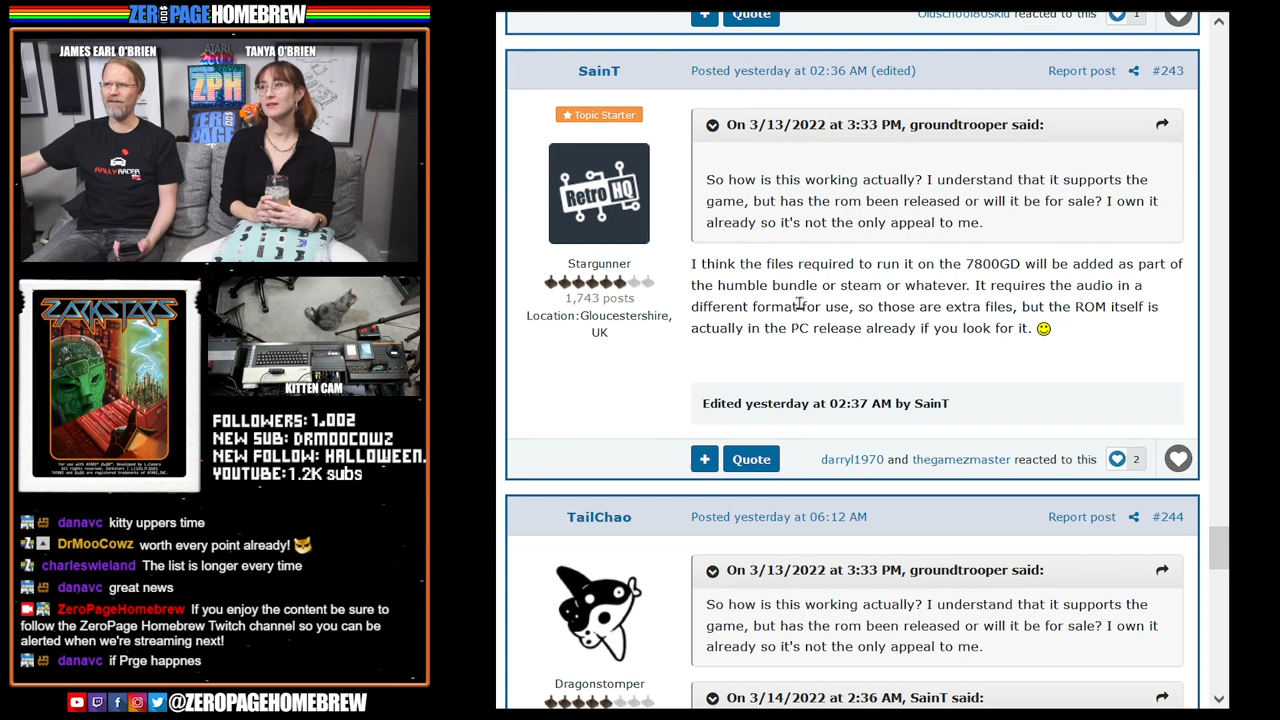 ZEROPAGE HOMEBREW
JAMES EARL O'BRIEN
TANYA O'BRIEN
ATARI
2600
ZPH
ZERO
PAGE
RALLY RACER
ZARKSTARS
KITTEN CAM
FOLLOWERS: 1,002
NEW SUB: DRMOOCOWZ
NEW FOLLOW: HALLOWEEN.
YOUTUBE: 1.2K subs
danavc kitty uppers time
DrMooCowz worth every point already!
charleswieland The list is longer every time
danavc great news
ZeroPageHomebrew If you enjoy the content be sure to
follow the ZeroPage Homebrew Twitch channel so you can be
alerted when we're streaming next!
danavc if Prge happnes
@ZEROPAGEHOMEBREW
+ Quote
Oldschool80skid reacted to this 1
SainT
Posted yesterday at 02:36 AM (edited)
Report post #243
Topic Starter
Retro HQ
Stargunner
1,743 posts
Location:Gloucestershire,
UK
On 3/13/2022 at 3:33 PM, groundtrooper said:
So how is this working actually? I understand that it supports the
game, but has the rom been released or will it be for sale? I own it
already so it's not the only appeal to me.
I think the files required to run it on the 7800GD will be added as part of
the humble bundle or steam or whatever. It requires the audio in a
different format for use, so those are extra files, but the ROM itself is
actually in the PC release already if you look for it.
Edited yesterday at 02:37 AM by SainT
+ Quote
darryl1970 and thegamezmaster reacted to this 2
TailChao
Posted yesterday at 06:12 AM
Report post #244
Dragonstomper
On 3/13/2022 at 3:33 PM, groundtrooper said:
So how is this working actually? I understand that it supports the
game, but has the rom been released or will it be for sale? I own it
already so it's not the only appeal to me.
On 3/14/2022 at 2:36 AM, SainT said: